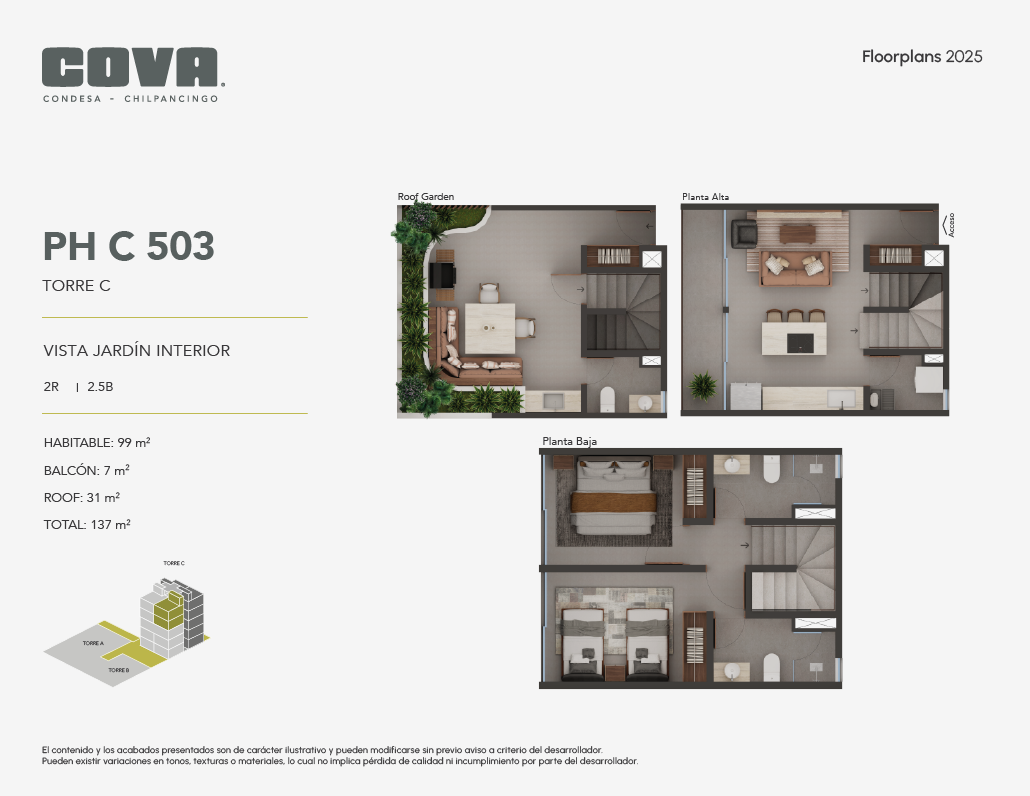 COVA.
CONDESA - CHILPANCINGO
Floorplans 2025
PH C 503
TORRE C
VISTA JARDÍN INTERIOR
2R | 2.5B
HABITABLE: 99 m²
BALCÓN: 7 m²
ROOF: 31 m²
TOTAL: 137 m²
TORRE C
TORRE A
TORRE B
Roof Garden
Planta Alta
Acceso
Planta Baja
El contenido y los acabados presentados son de carácter ilustrativo y pueden modificarse sin previo aviso a criterio del desarrollador.
Pueden existir variaciones en tonos, texturas o materiales, lo cual no implica pérdida de calidad ni incumplimiento por parte del desarrollador.